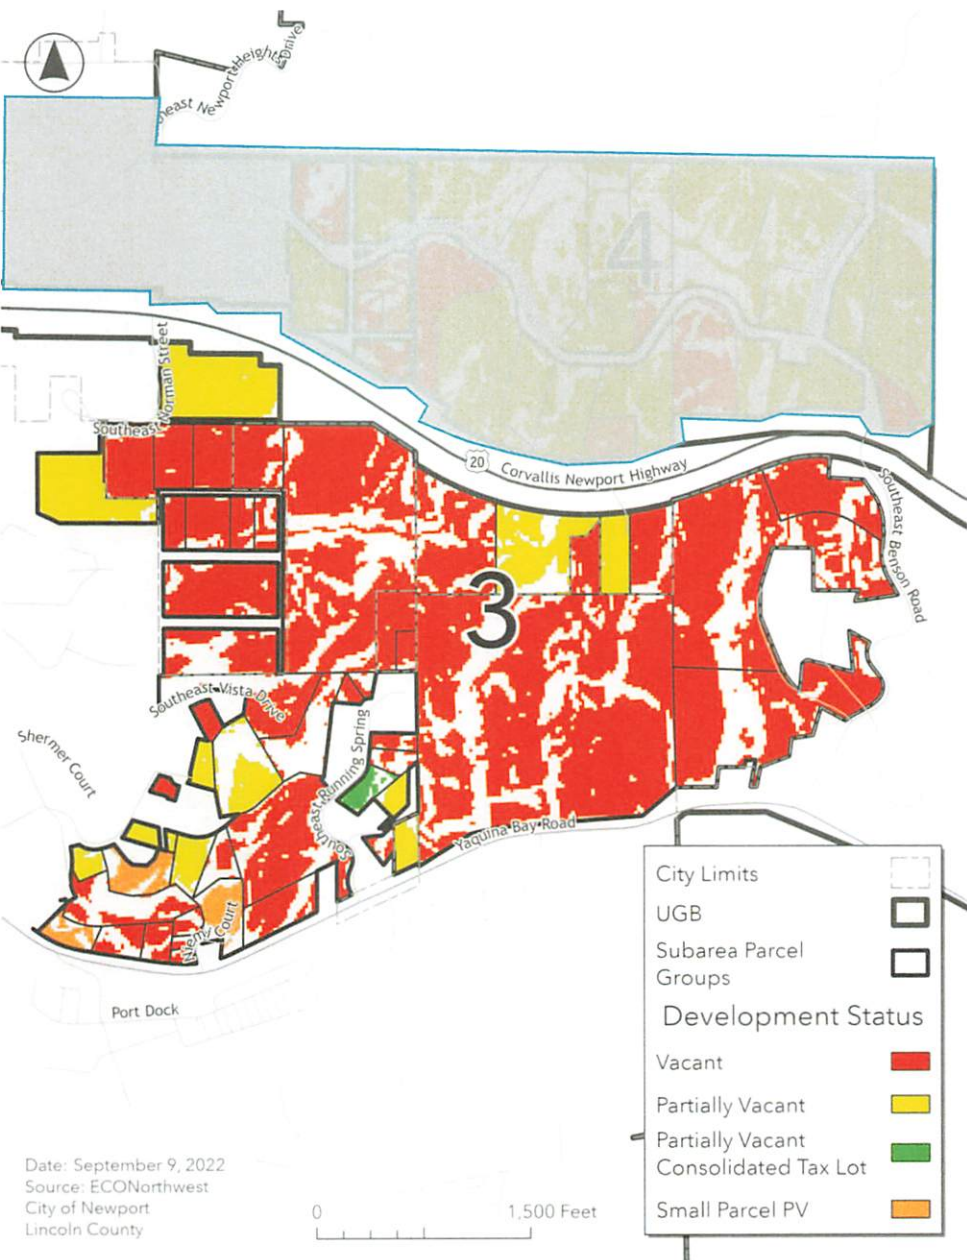 Southeast Newport Heights Drive
4
Southeast Norman Street
Southeast
20
Corvallis Newport Highway
Southeast Benson Road
3
Southeast Vista Drive
Shermer Court
Southeast Running Spring
Yaquina Bay Road
Niemi Court
Port Dock
City Limits
UGB
Subarea Parcel
Groups
Development Status
Vacant
Partially Vacant
Partially Vacant
Consolidated Tax Lot
Small Parcel PV
Date: September 9, 2022
Source: ECONorthwest
City of Newport
Lincoln County
0
1,500 Feet